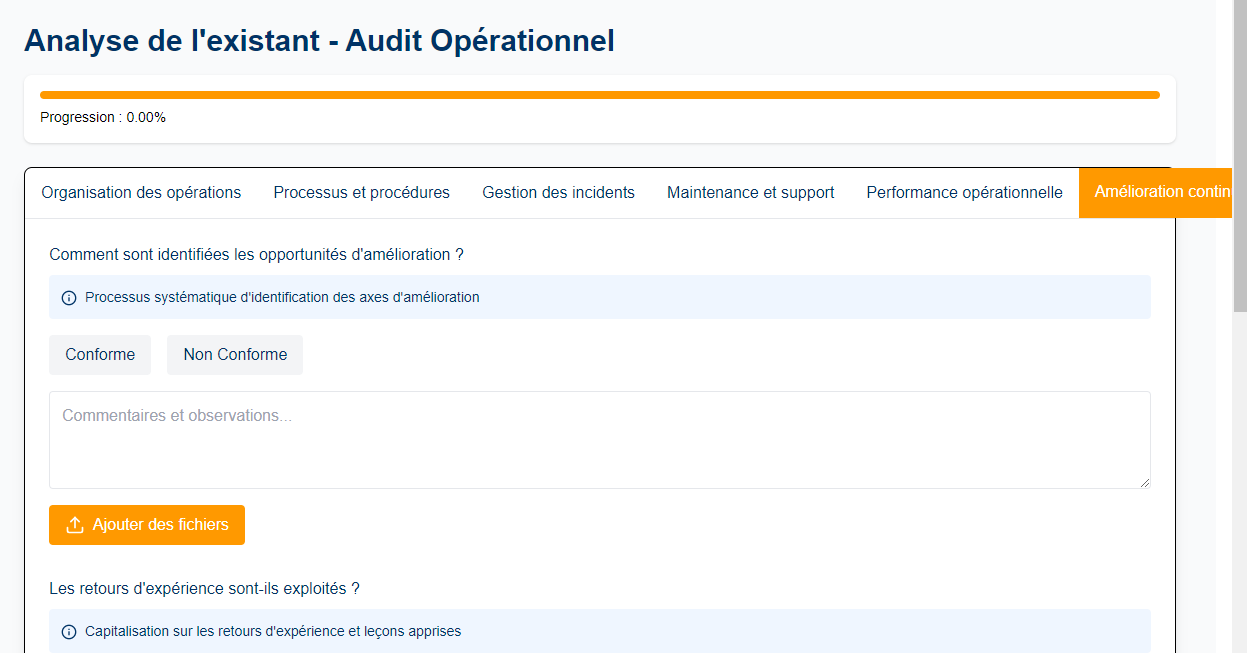 Analyse de l'existant - Audit Opérationnel
Progression : 0.00%
Organisation des opérations Processus et procédures Gestion des incidents Maintenance et support Performance opérationnelle Amélioration contin
Comment sont identifiées les opportunités d'amélioration ?
Processus systématique d'identification des axes d'amélioration
Conforme Non Conforme
Commentaires et observations...
Ajouter des fichiers
Les retours d'expérience sont-ils exploités ?
Capitalisation sur les retours d'expérience et leçons apprises